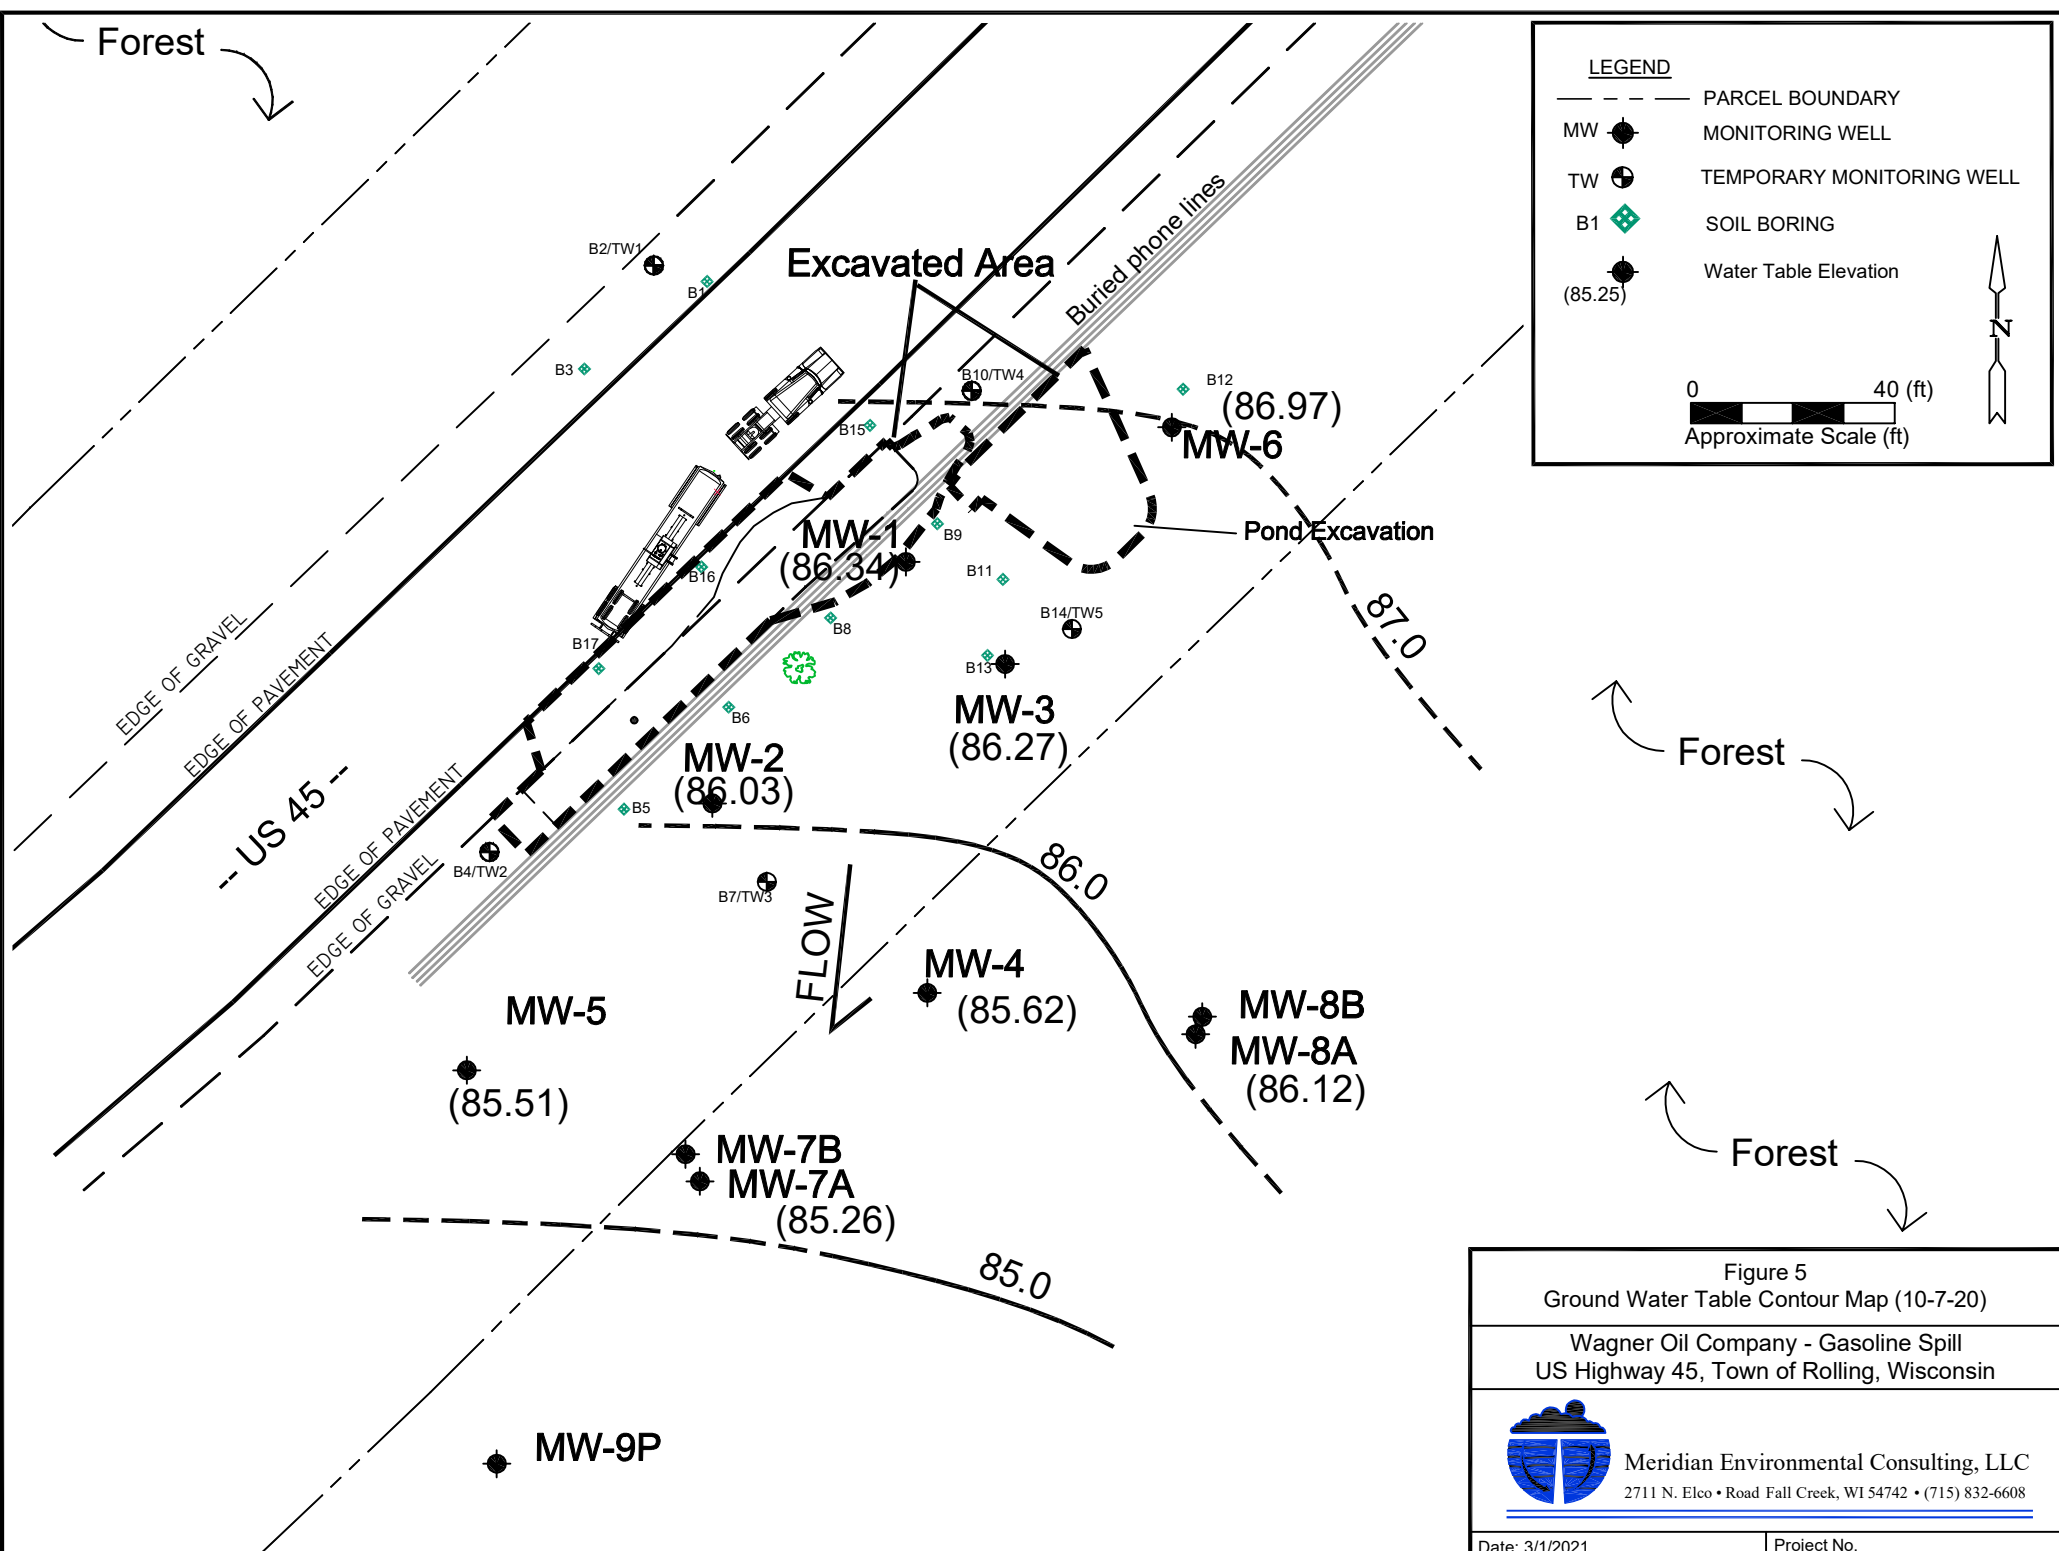 Forest
LEGEND
PARCEL BOUNDARY
MW MONITORING WELL
TW TEMPORARY MONITORING WELL
B1 SOIL BORING
Water Table Elevation
(85.25)
N
0 40 (ft)
Approximate Scale (ft)
Buried phone lines
B2/TW1
B1
Excavated Area
B3
B10/TW4
B12
(86.97)
MW-6
B15
MW-1
(86.34)
B9
Pond Excavation
B16
B11
B8
B14/TW5
87.0
B17
B13
EDGE OF GRAVEL
EDGE OF PAVEMENT
B6
MW-3
(86.27)
MW-2
(86.03)
Forest
B5
-- US 45 --
EDGE OF PAVEMENT
EDGE OF GRAVEL
B4/TW2
B7/TW3
86.0
FLOW
MW-4
(85.62)
MW-5
(85.51)
MW-8B
MW-8A
(86.12)
MW-7B
MW-7A
(85.26)
Forest
85.0
MW-9P
Figure 5
Ground Water Table Contour Map (10-7-20)
Wagner Oil Company - Gasoline Spill
US Highway 45, Town of Rolling, Wisconsin
Meridian Environmental Consulting, LLC
2711 N. Elco • Road Fall Creek, WI 54742 • (715) 832-6608
Date: 3/1/2021 Project No.